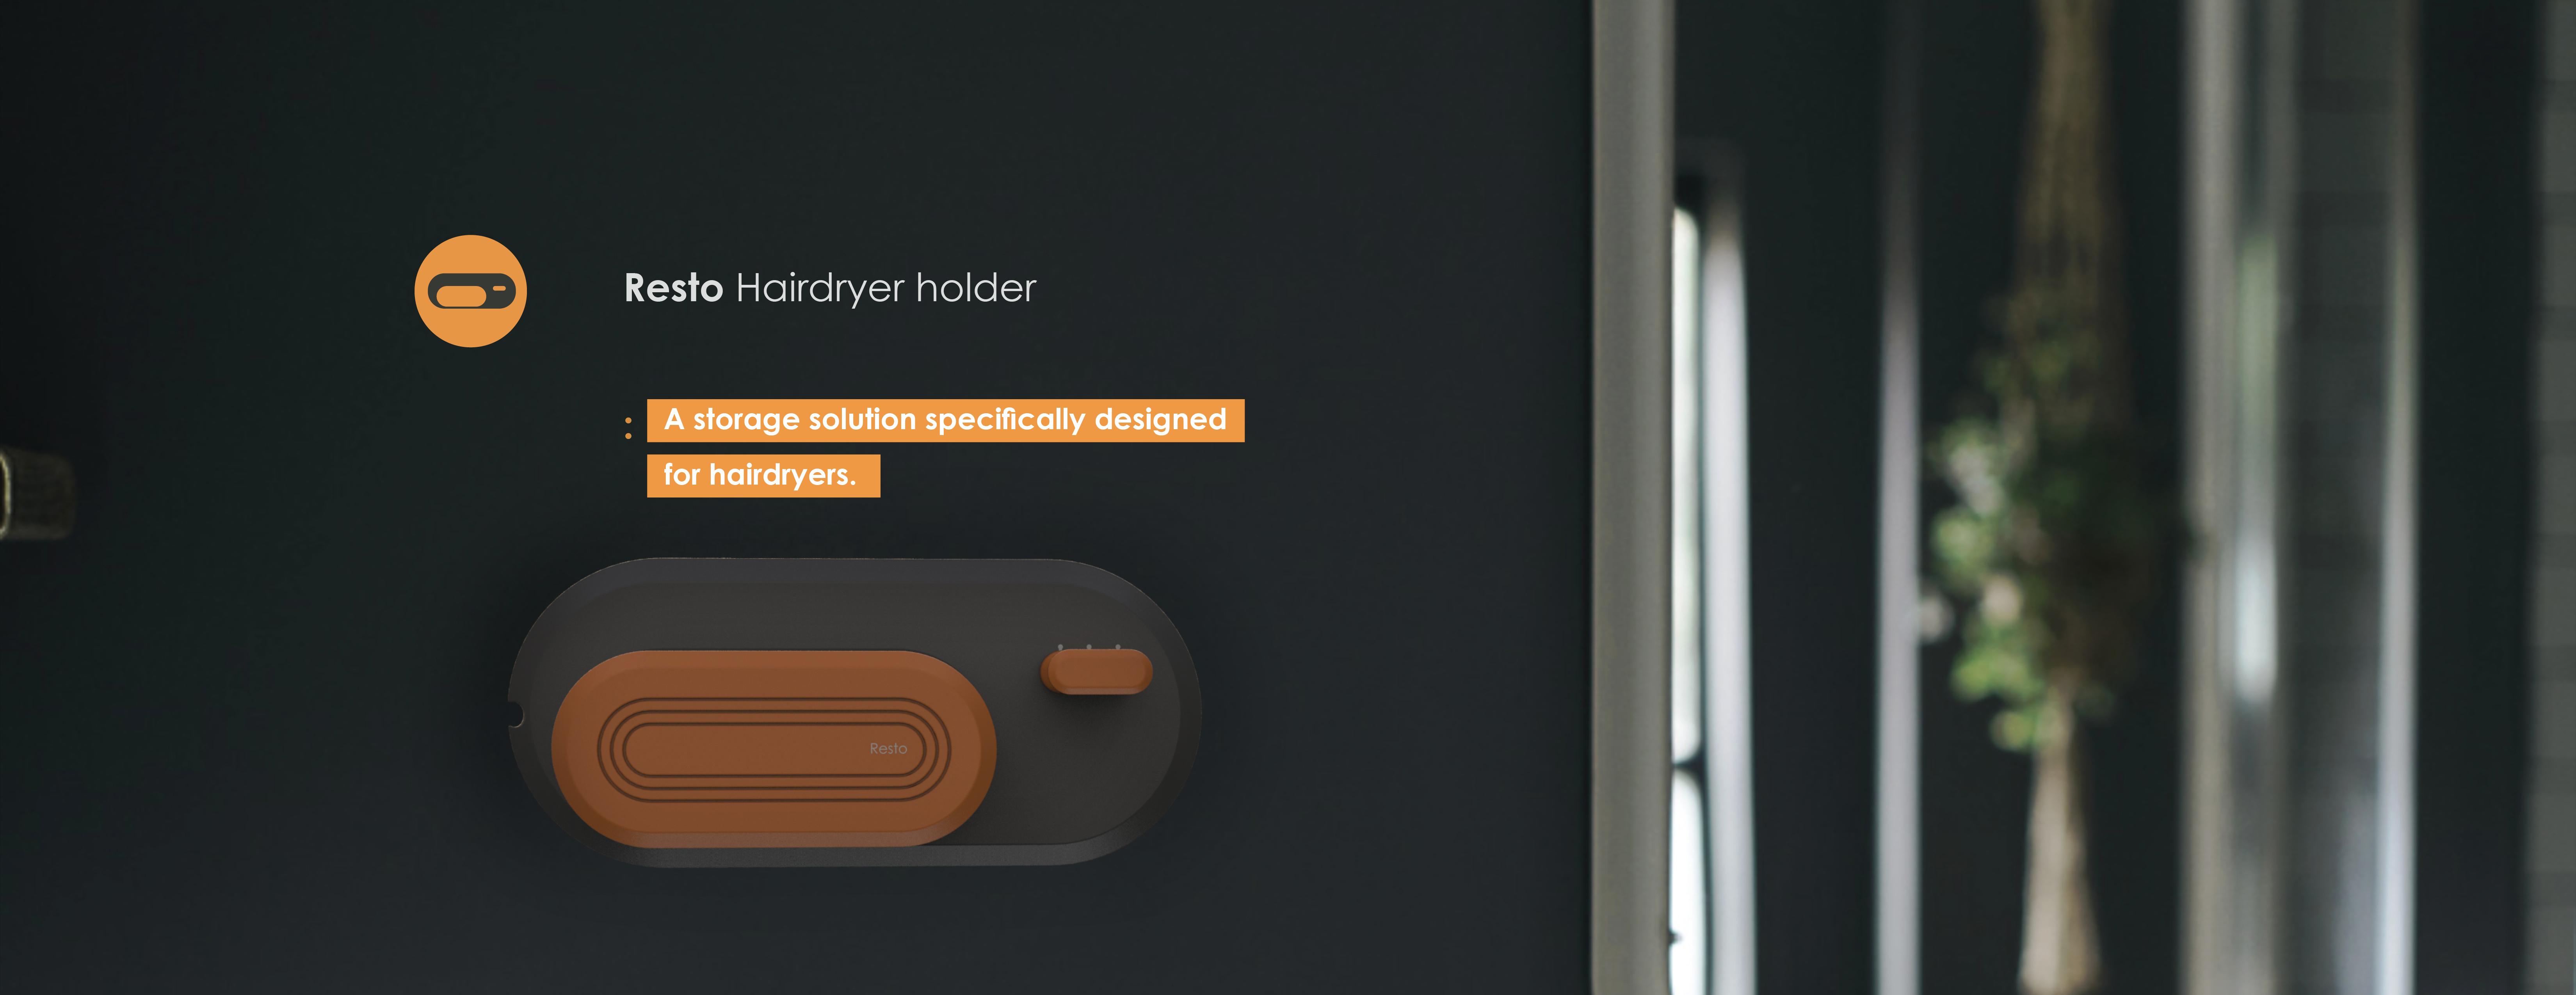 Resto Hairdryer holder
: A storage solution specifically designed
for hairdryers.
Resto